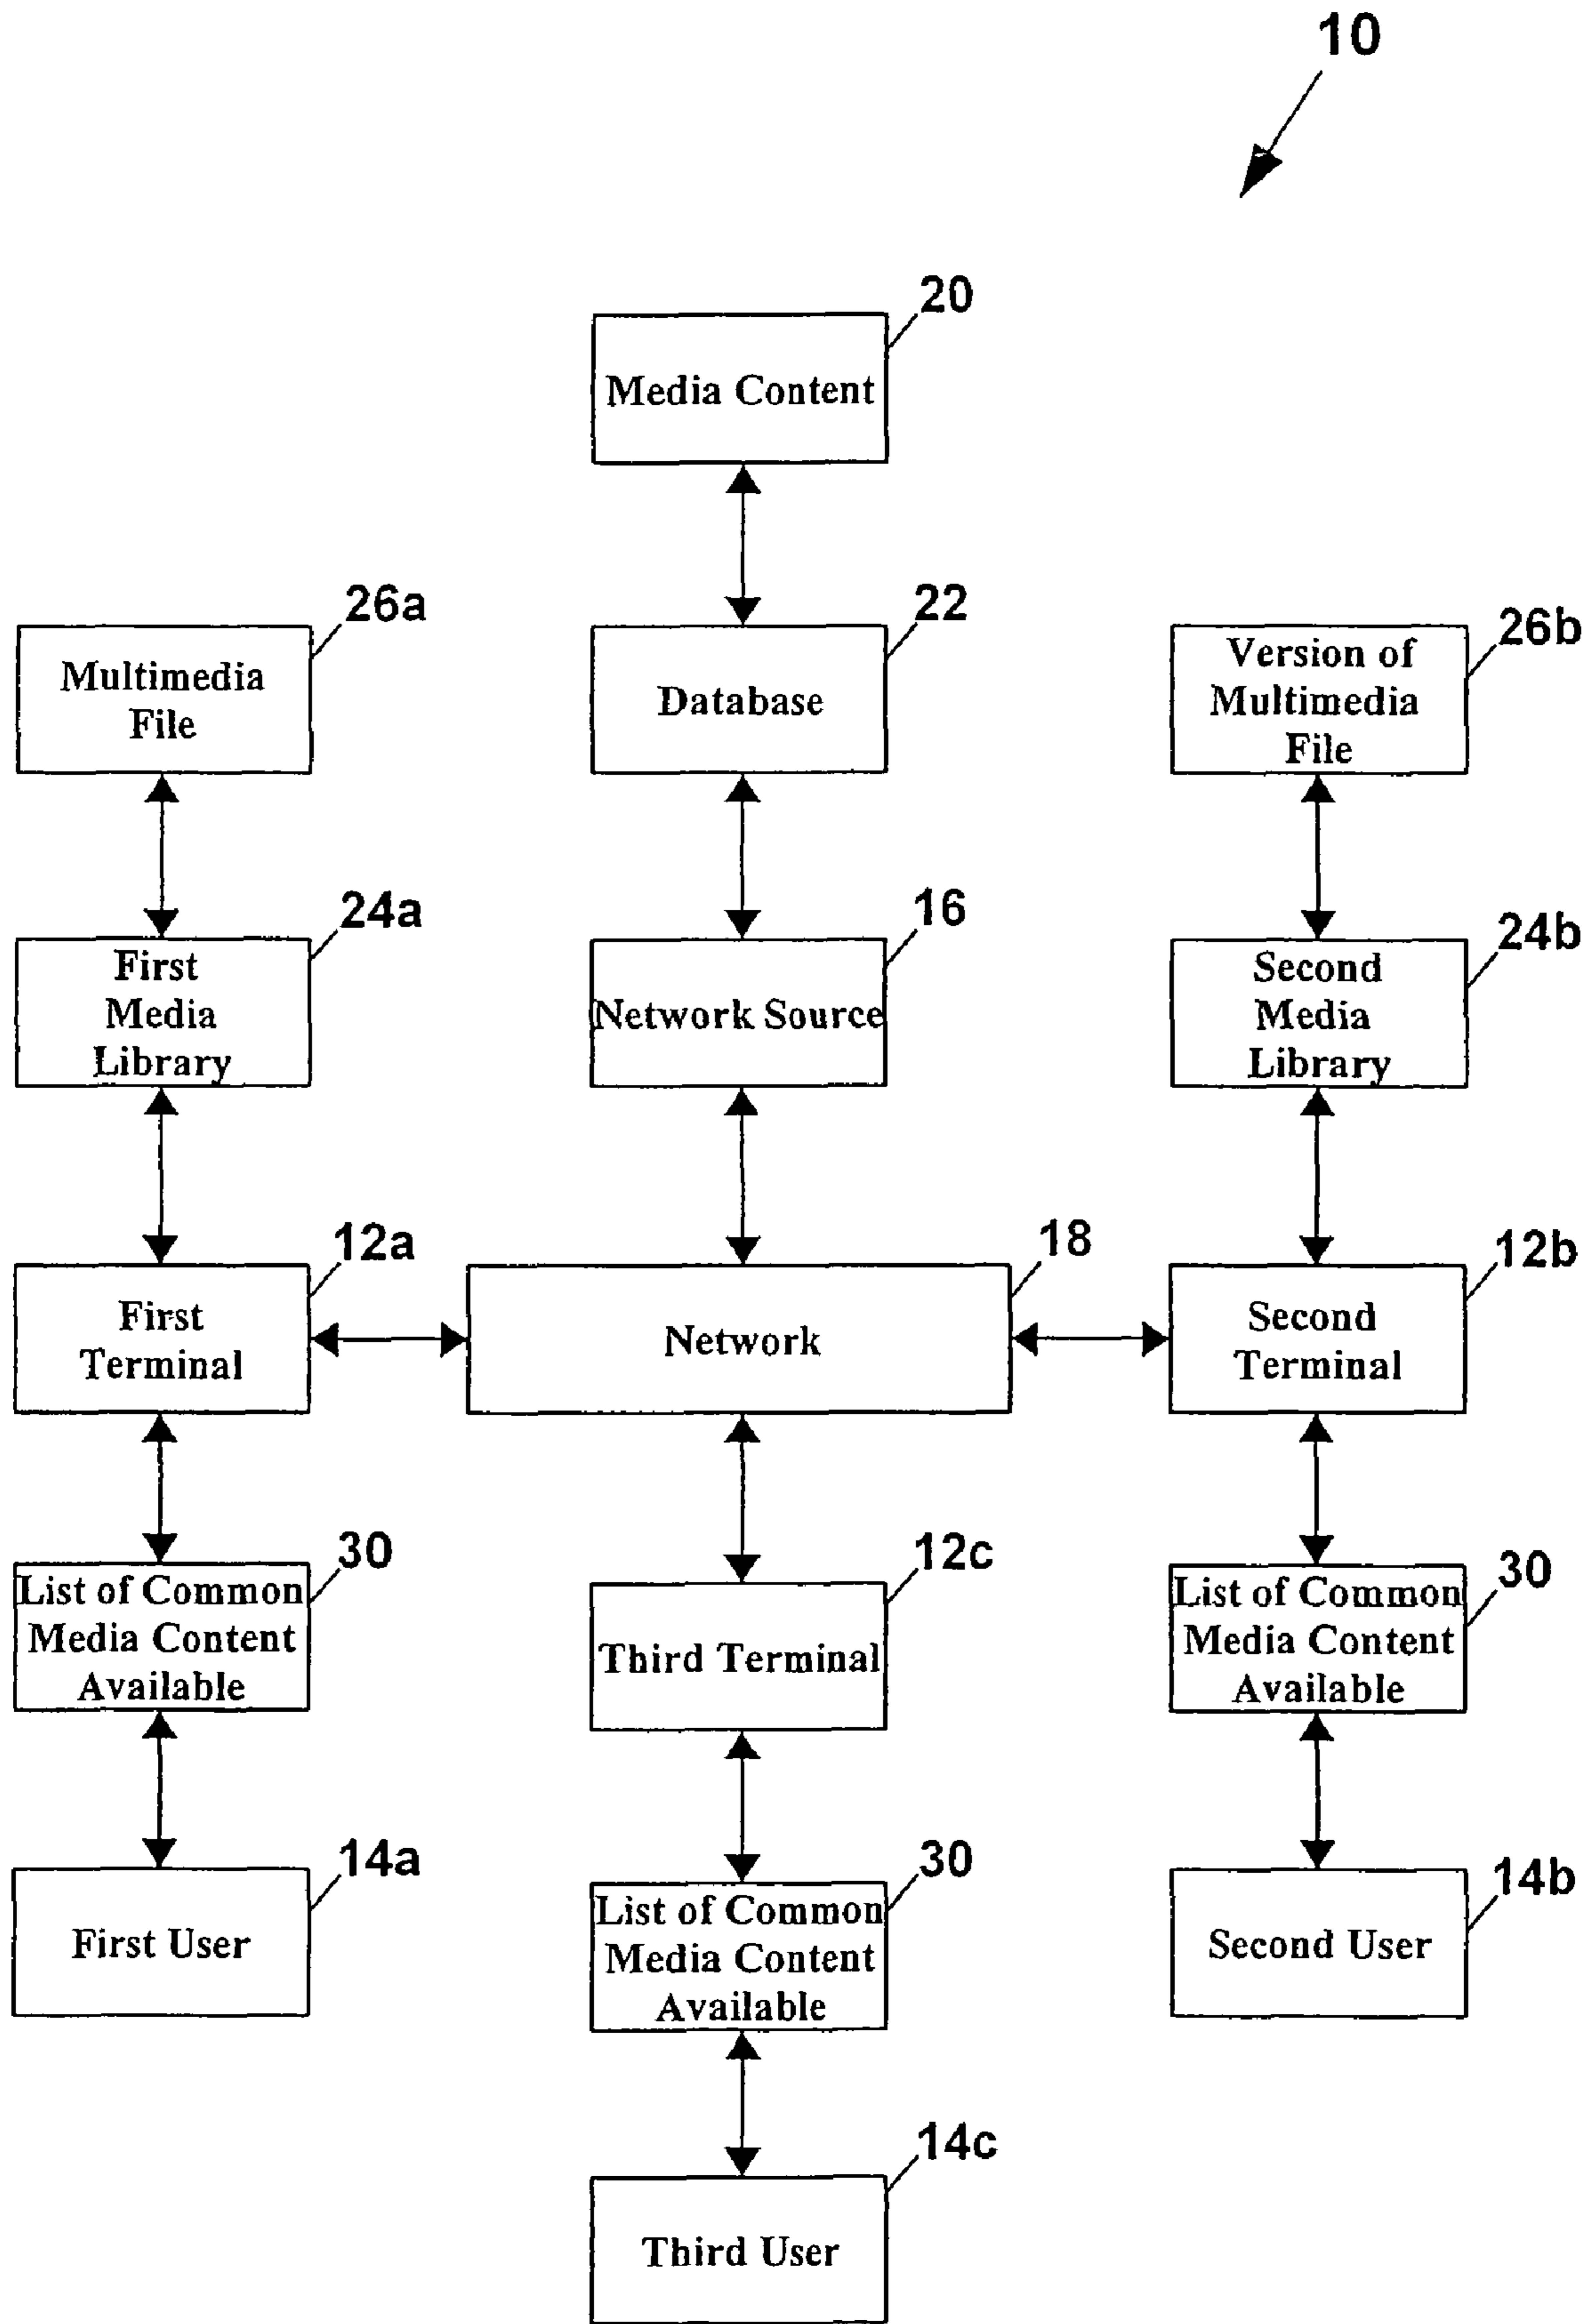 10
20
Media Content
26a
Multimedia
File
22
Database
26b
Version of
Multimedia
File
24a
First
Media
Library
16
Network Source
24b
Second
Media
Library
12a
First
Terminal
18
Network
12b
Second
Terminal
30
List of Common
Media Content
Available
12c
Third Terminal
30
List of Common
Media Content
Available
14a
First User
30
List of Common
Media Content
Available
14b
Second User
14c
Third User